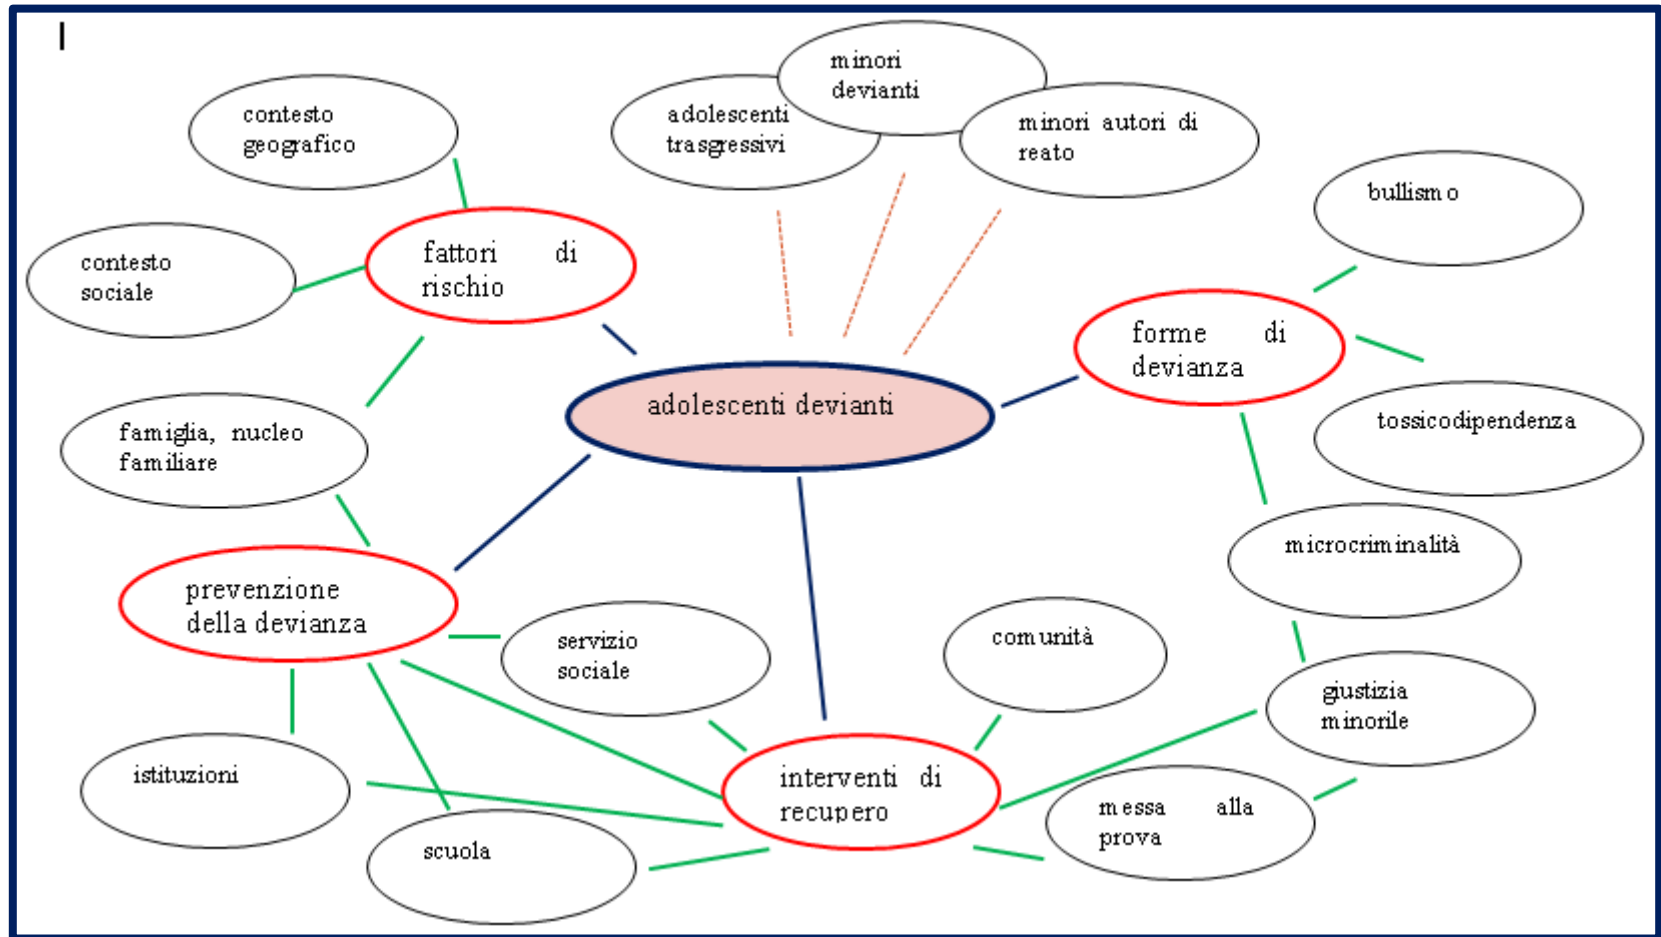 minori
devianti
contesto
geografico
adolescenti
trasgressivi
minori autori di
reato
bullismo
contesto
sociale
fattori di
rischio
forme di
devianza
adolescenti devianti
famiglia, nucleo
familiare
tossicodipendenza
microcriminalità
prevenzione
della devianza
servizio
sociale
comunità
giustizia
minorile
istituzioni
interventi di
recupero
messa alla
prova
scuola